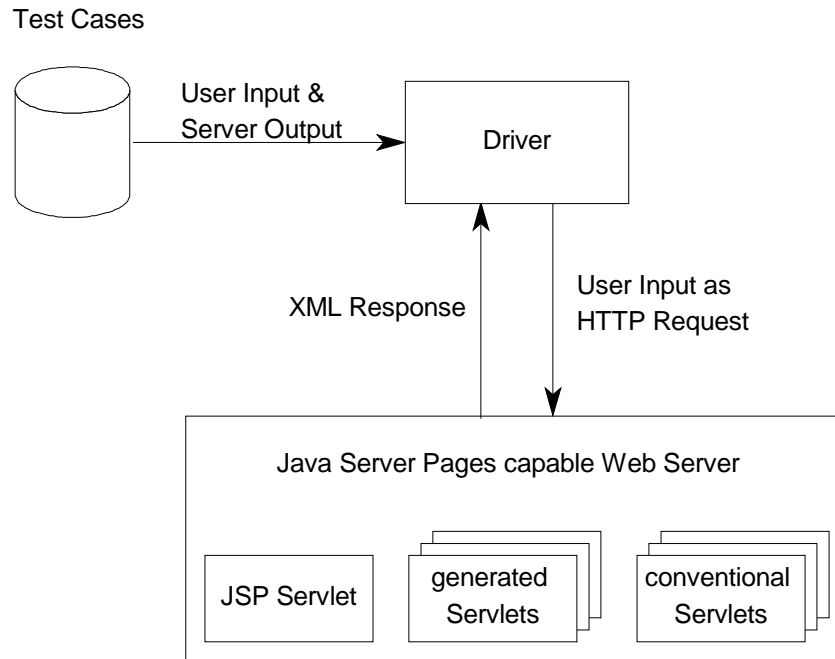 Test Cases
User Input &
Server Output
Driver
XML Response
User Input as
HTTP Request
Java Server Pages capable Web Server
JSP Servlet
generated
Servlets
conventional
Servlets